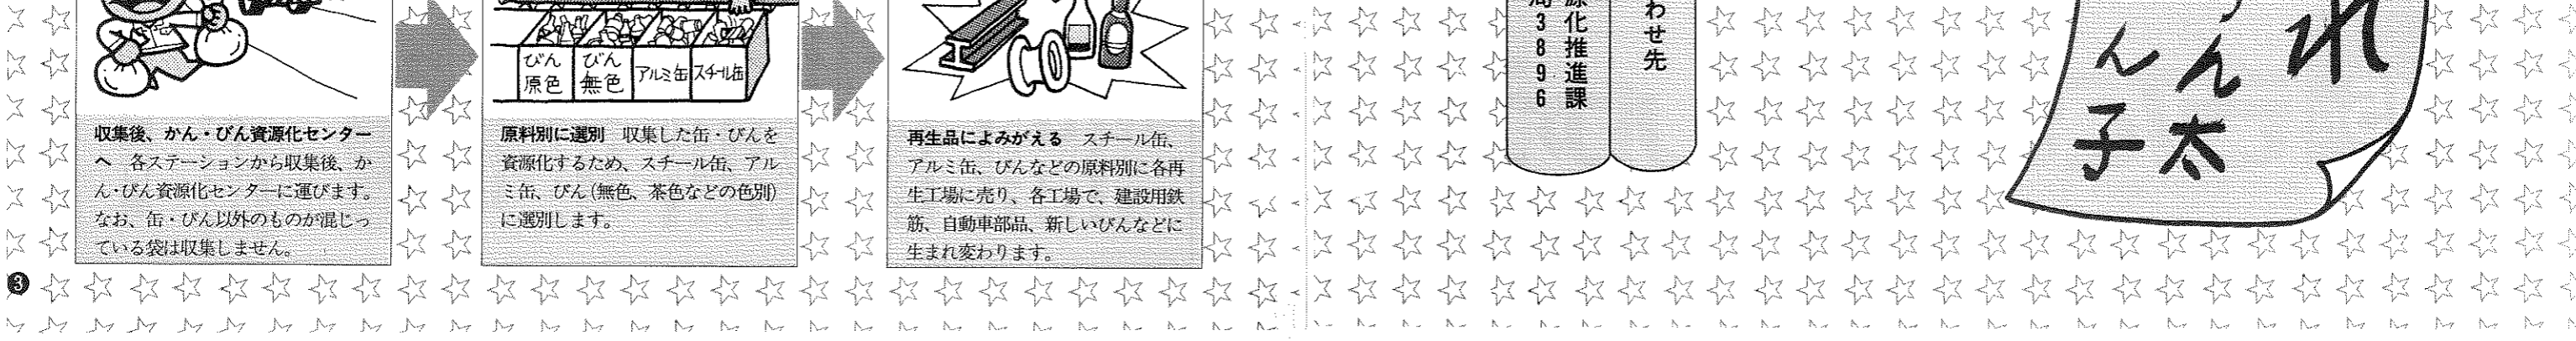 れ
ん太
ん子
わせ先
源化推進課
局3896
びん
原色
びん
無色
アルミ缶
スチール缶
収集後、かん・びん資源化センター
へ　各ステーションから収集後、か
ん・びん資源化センターに運びます。
なお、缶・びん以外のものが混じっ
ている袋は収集しません。
原料別に選別　収集した缶・びんを
資源化するため、スチール缶、アル
ミ缶、びん(無色、茶色などの色別)
に選別します。
再生品によみがえる　スチール缶、
アルミ缶、びんなどの原料別に各再
生工場に売り、各工場で、建設用鉄
筋、自動車部品、新しいびんなどに
生まれ変わります。
3